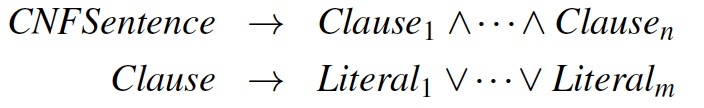 CNFSentence → Clause₁ ∧ ⋯ ∧ Clauseₙ
Clause → Literal₁ ∨ ⋯ ∨ Literalₘ